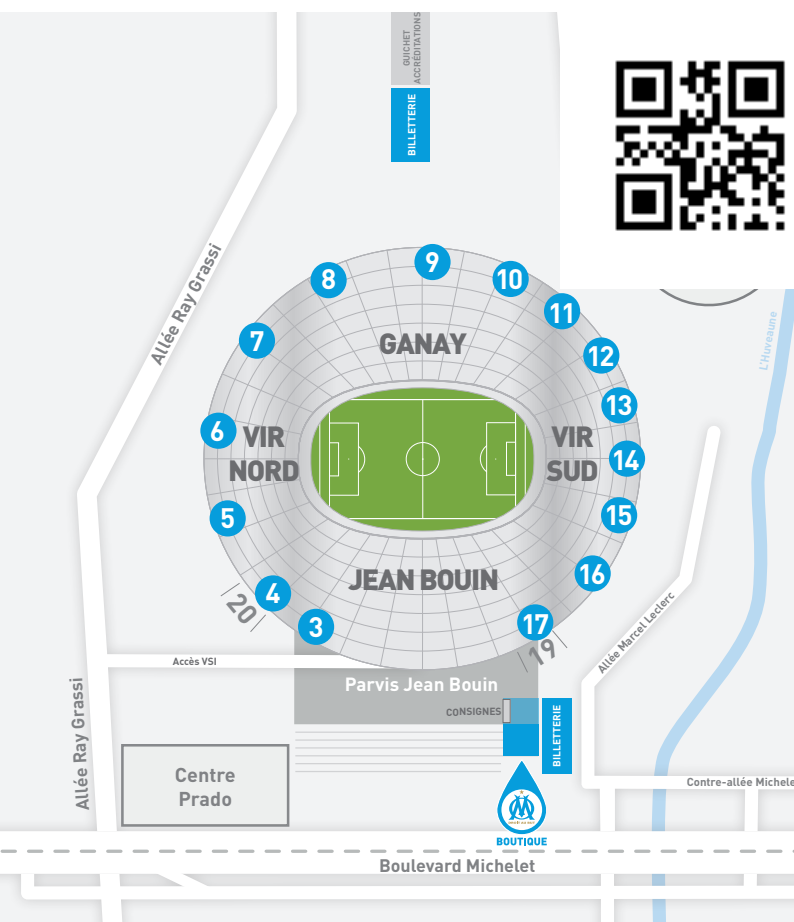 GUICHET
ACCRÉDITATIONS
BILLETTERIE
Allée Ray Grassi
8
9
10
11
7
GANAY
12
L'Huveaune
13
6
VIR
NORD
VIR
SUD
14
5
15
JEAN BOUIN
16
4
20
3
17
19
Allée Marcel Leclerc
Accès VSI
Parvis Jean Bouin
CONSIGNES
BILLETTERIE
Allée Ray Grassi
Centre
Prado
Contre-allée Michele
BOUTIQUE
Boulevard Michelet